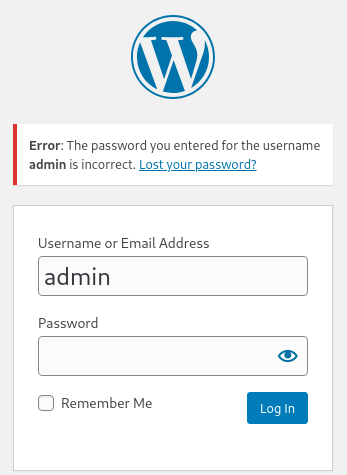 Error: The password you entered for the username
admin is incorrect. Lost your password?
Username or Email Address
admin
Password
Remember Me
Log In